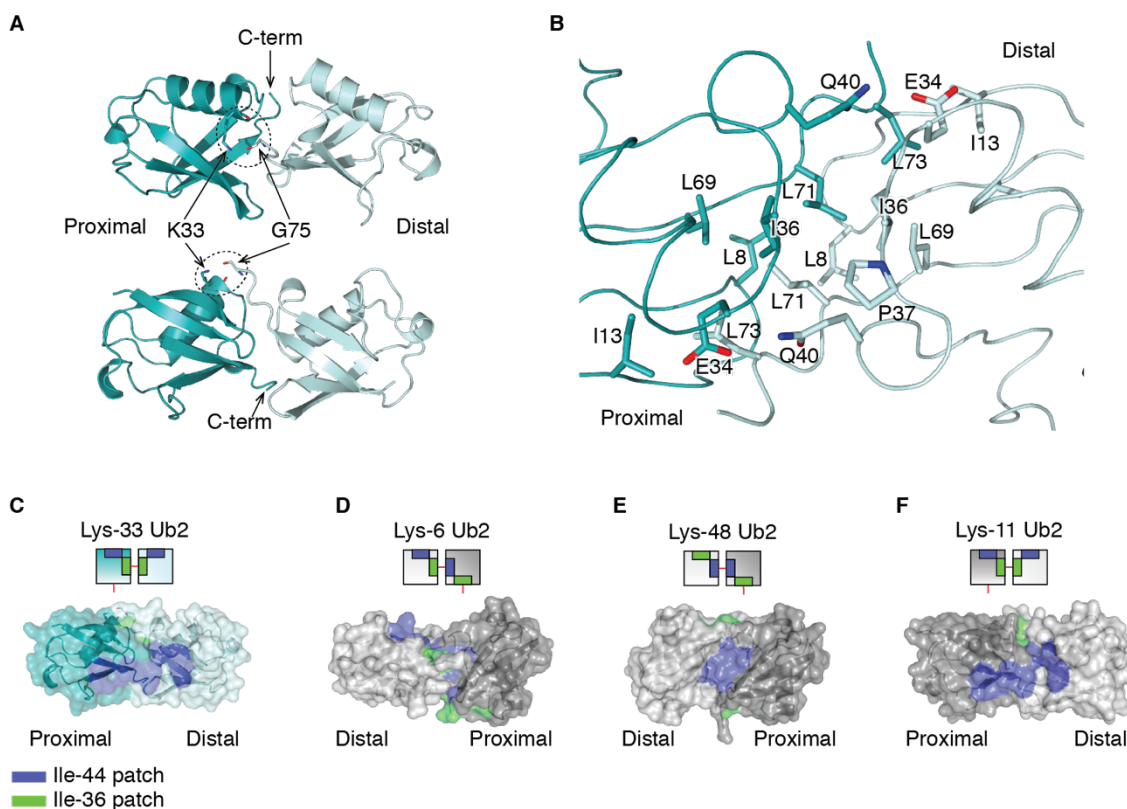 A
C-term
Proximal
K33
G75
Distal
C-term
B
Distal
Q40
E34
I13
L73
L71
L69
I36
I36
L69
L8
L8
L71
P37
I13
L73
E34
Q40
Proximal
C
Lys-33 Ub2
Proximal
Distal
D
Lys-6 Ub2
Distal
Proximal
E
Lys-48 Ub2
Distal
Proximal
F
Lys-11 Ub2
Proximal
Distal
Ile-44 patch
Ile-36 patch